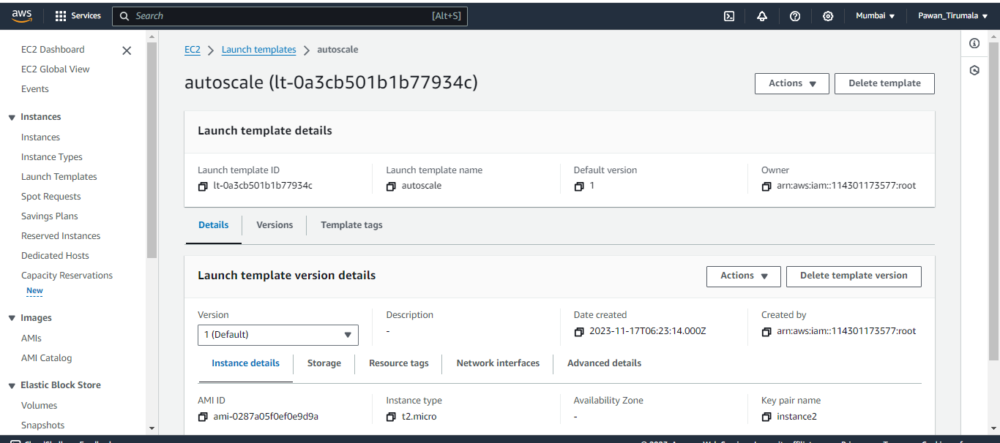 aws Services Search [Alt+S] Mumbai Pawan_Tirumala
EC2 Dashboard
EC2 Global View
Events
Instances
Instances
Instance Types
Launch Templates
Spot Requests
Savings Plans
Reserved Instances
Dedicated Hosts
Capacity Reservations
New
Images
AMIs
AMI Catalog
Elastic Block Store
Volumes
Snapshots
EC2 Launch templates autoscale
autoscale (lt-0a3cb501b1b77934c)
Actions Delete template
Launch template details
Launch template ID
lt-0a3cb501b1b77934c
Launch template name
autoscale
Default version
1
Owner
arn:aws:iam::114301173577:root
Details Versions Template tags
Launch template version details
Actions Delete template version
Version
1 (Default)
Description
-
Date created
2023-11-17T06:23:14.000Z
Created by
arn:aws:iam::114301173577:root
Instance details Storage Resource tags Network interfaces Advanced details
AMI ID
ami-0287a05f0ef0e9d9a
Instance type
t2.micro
Availability Zone
-
Key pair name
instance2